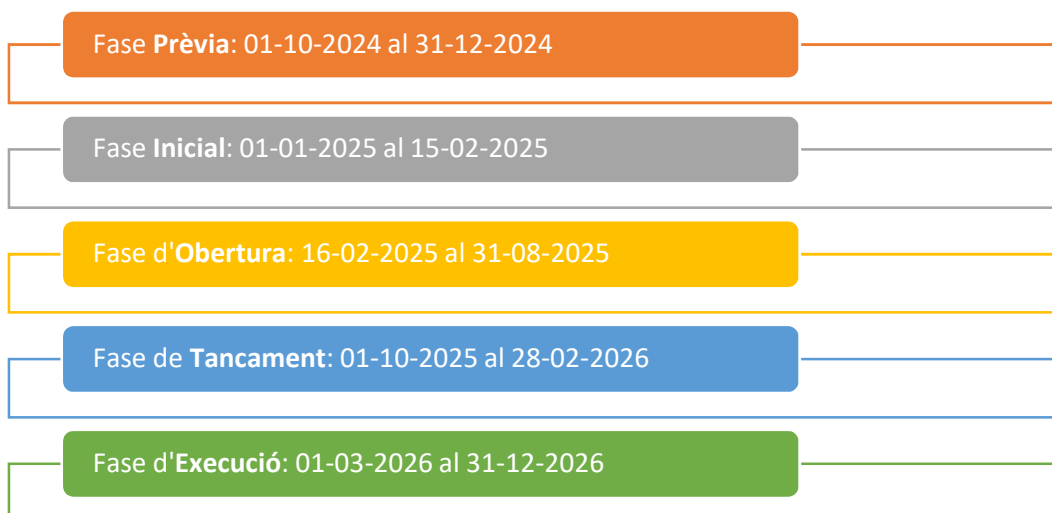 Fase Prèvia: 01-10-2024 al 31-12-2024
Fase Inicial: 01-01-2025 al 15-02-2025
Fase d'Obertura: 16-02-2025 al 31-08-2025
Fase de Tancament: 01-10-2025 al 28-02-2026
Fase d'Execució: 01-03-2026 al 31-12-2026